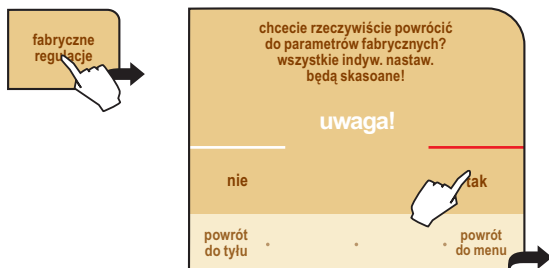 fabryczne
regulacje
chcecie rzeczywiście powrócić
do parametrów fabrycznych?
wszystkie indyw. nastaw.
będą skasoane!
uwaga!
nie
tak
powrót
do tyłu
powrót
do menu